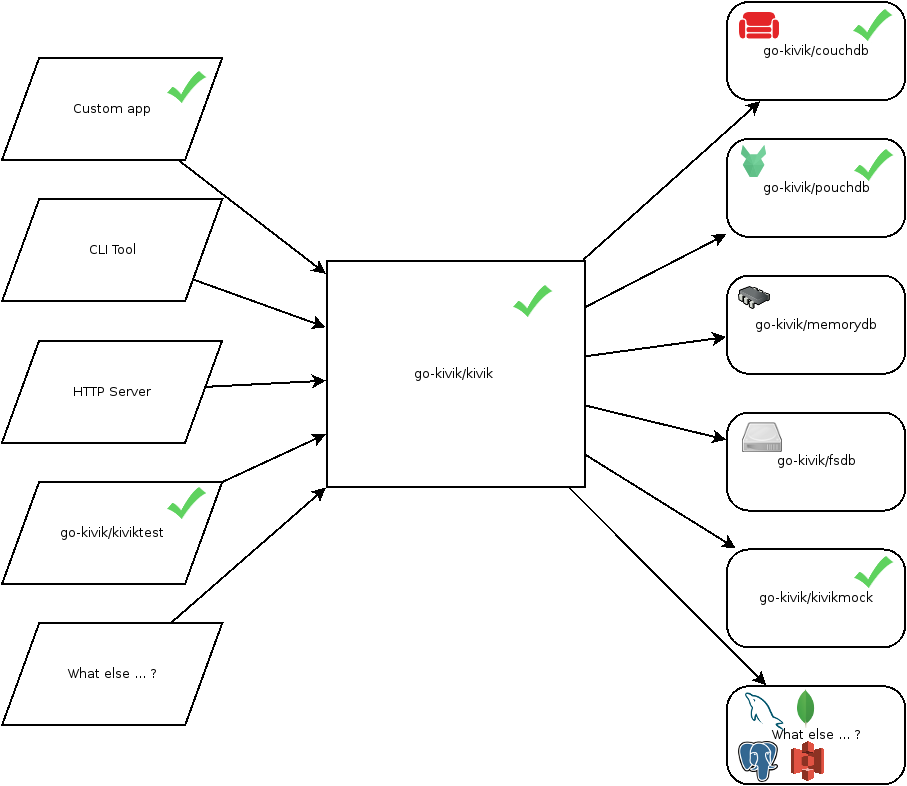 Custom app
CLI Tool
HTTP Server
go-kivik/kiviktest
What else ... ?
go-kivik/kivik
go-kivik/couchdb
go-kivik/pouchdb
go-kivik/memorydb
go-kivik/fsdb
go-kivik/kivikmock
What else ... ?